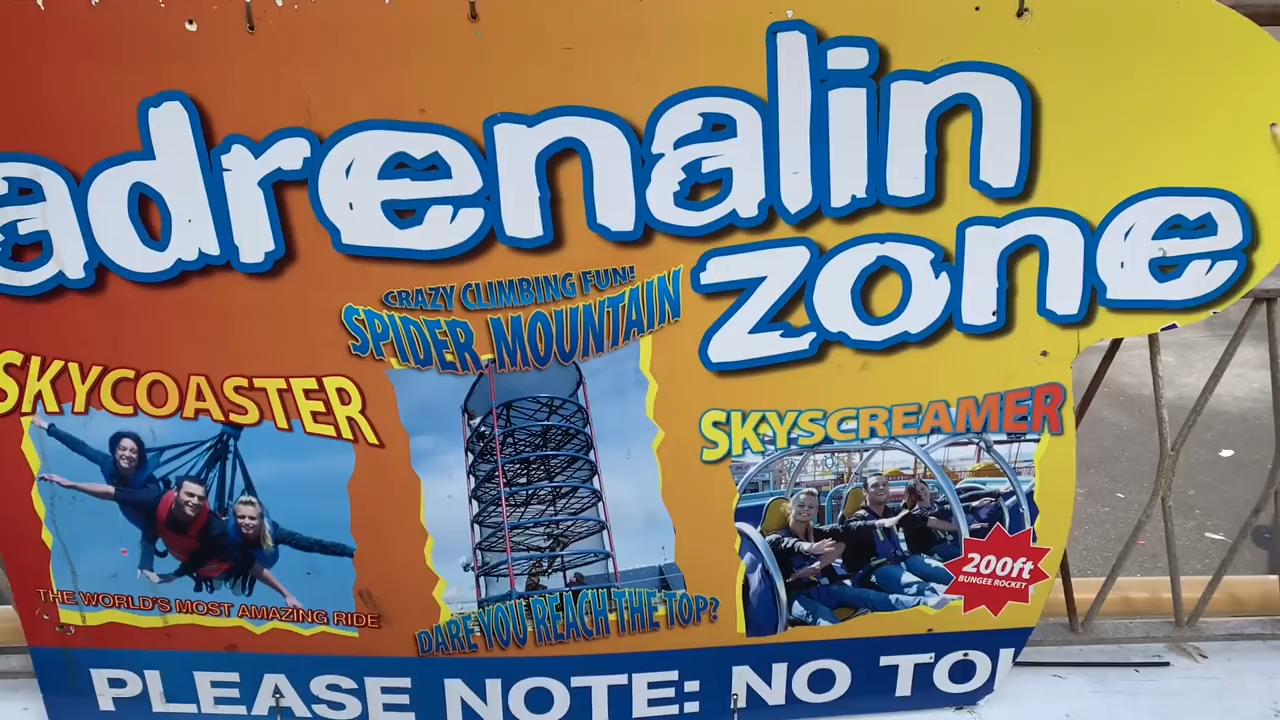 adrenalin
zone
CRAZY CLIMBING FUN!
SPIDER MOUNTAIN
SKYCOASTER
SKYSCREAMER
200ft
BUNGEE ROCKET
THE WORLD'S MOST AMAZING RIDE
DARE YOU REACH THE TOP?
PLEASE NOTE: NO